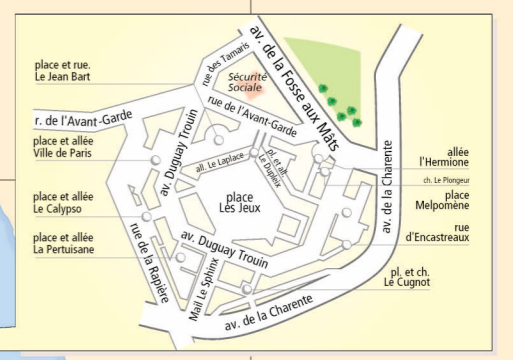 place et rue.
Le Jean Bart
rue des Tamaris
av. de la Fosse aux Mâts
Sécurité
Sociale
r. de l'Avant-Garde
rue de l'Avant-Garde
place et allée
Ville de Paris
av. Duguay Trouin
all. Le Laplace
pl. et all.
Le Dupleix
allée
l'Hermione
ch. Le Plongeur
place
Melpomène
place et allée
Le Calypso
place
Les Jeux
av. de la Charente
rue
d'Encastreaux
place et allée
La Pertuisane
rue de la Rapière
av. Duguay Trouin
Mail Le Sphinx
pl. et ch.
Le Cugnot
av. de la Charente